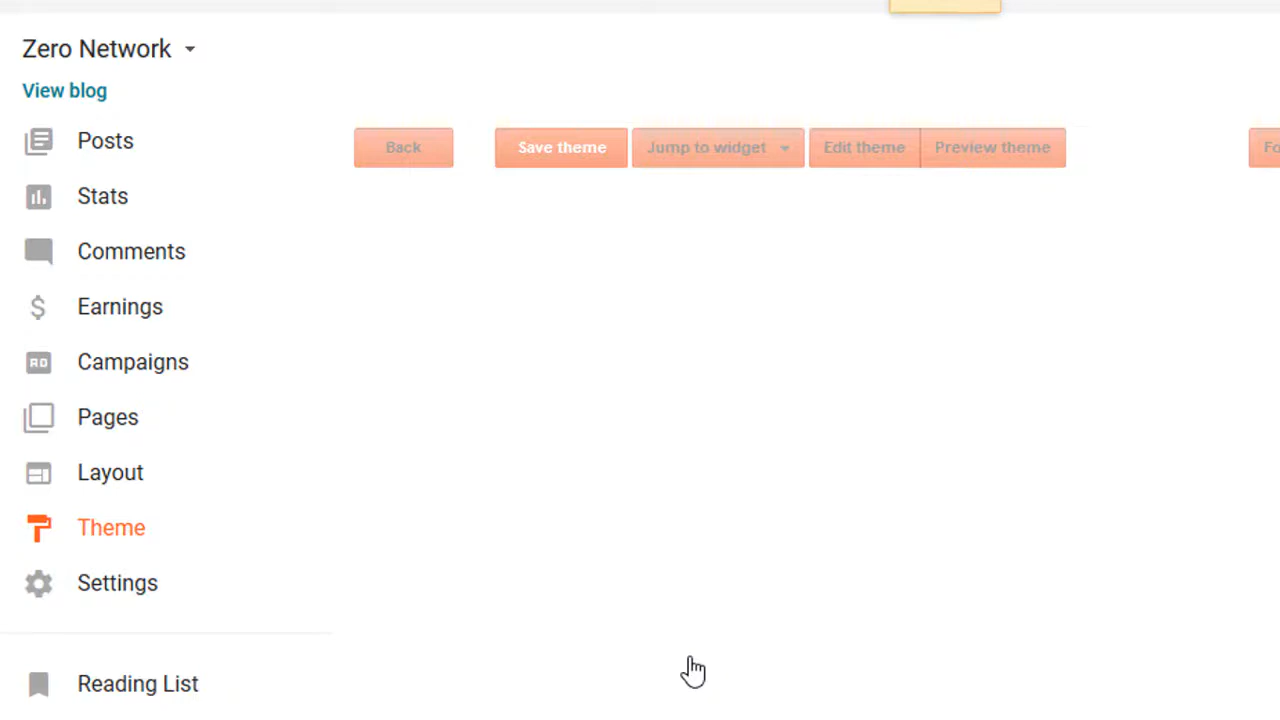 Zero Network
View blog
Posts
Stats
Comments
Earnings
Campaigns
Pages
Layout
Theme
Settings
Reading List
Back
Save theme
Jump to widget
Edit theme
Preview theme